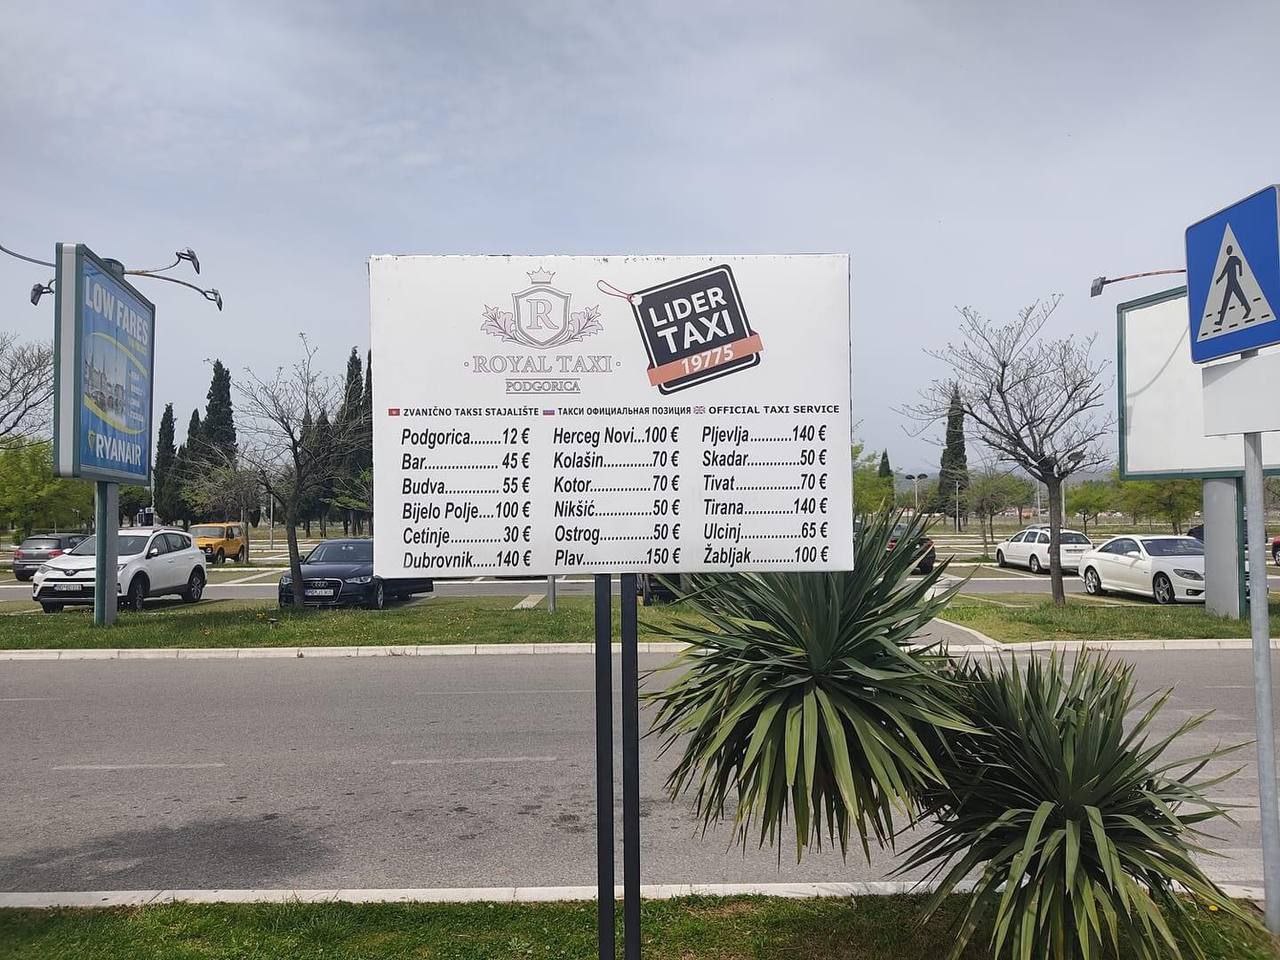 LOW FARES
RYANAIR
R
ROYAL TAXI
PODGORICA
LIDER
TAXI
19775
ZVANIČNO TAKSI STAJALIŠTE ТАКСИ ОФИЦИАЛЬНАЯ ПОЗИЦИЯ OFFICIAL TAXI SERVICE
Podgorica........12 €
Bar.................... 45 €
Budva............... 55 €
Bijelo Polje....100 €
Cetinje.............. 30 €
Dubrovnik......140 €
Herceg Novi...100 €
Kolašin.............70 €
Kotor.................70 €
Nikšić...............50 €
Ostrog..............50 €
Plav.................150 €
Pljevlja...........140 €
Skadar..............50 €
Tivat..................70 €
Tirana.............140 €
Ulcinj................65 €
Žabljak............100 €